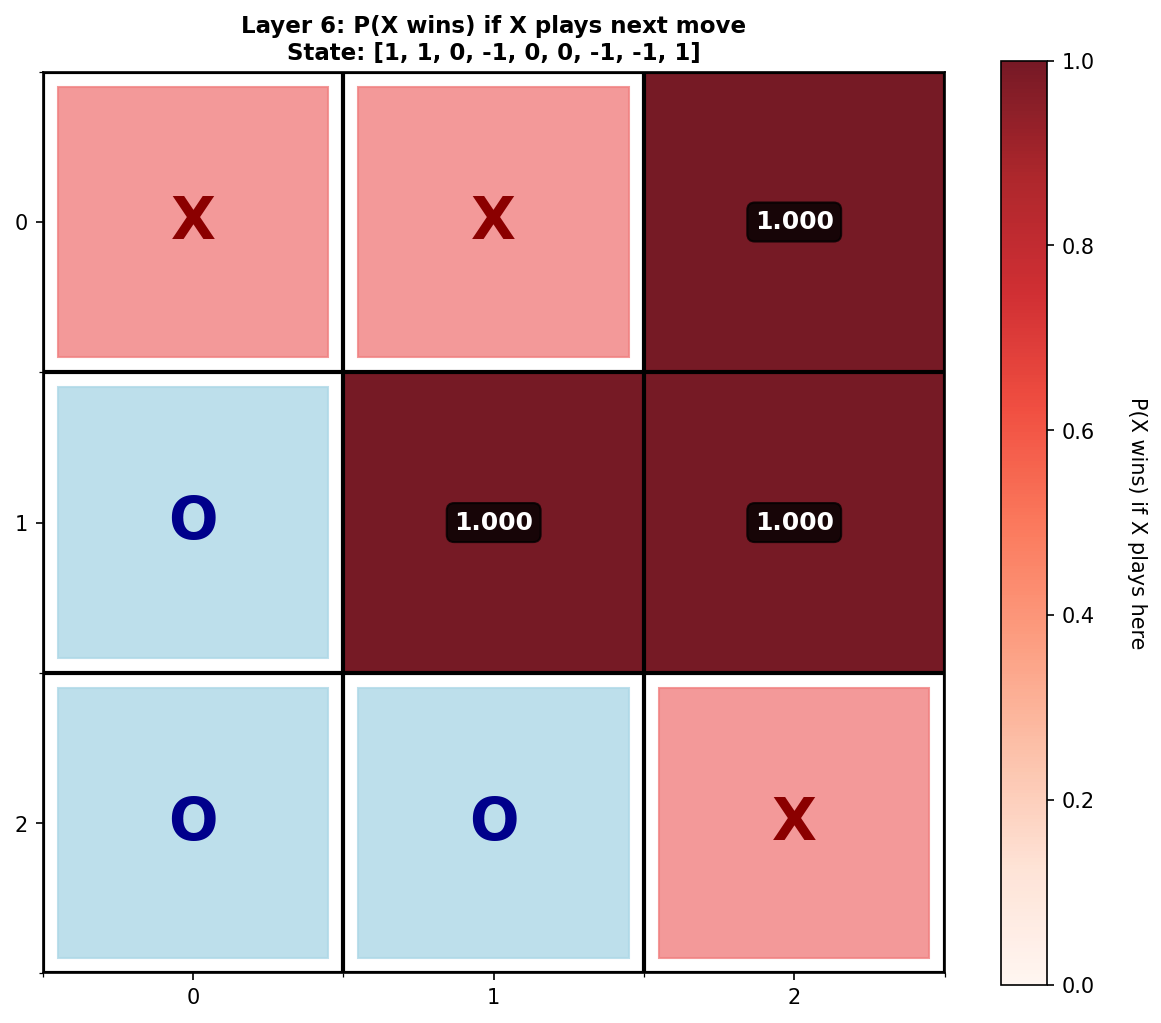 Layer 6: P(X wins) if X plays next move
State: [1, 1, 0, -1, 0, 0, -1, -1, 1]
0
X
X
1.000
1
O
1.000
1.000
2
O
O
X
0
1
2
1.0
0.8
0.6
0.4
0.2
0.0
P(X wins) if X plays here